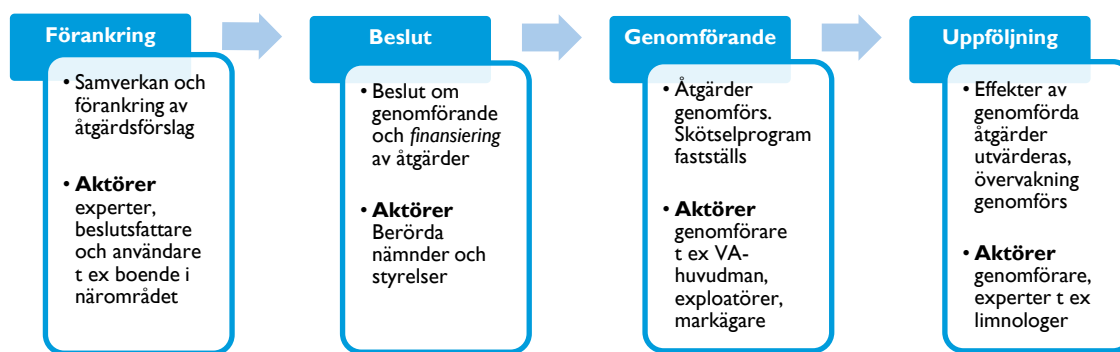 Förankring
• Samverkan och
förankring av
åtgärdsförslag
• Aktörer
experter,
beslutsfattare
och användare
t ex boende i
närområdet
Beslut
• Beslut om
genomförande
och finansiering
av åtgärder
• Aktörer
Berörda
nämnder och
styrelser
Genomförande
• Åtgärder
genomförs.
Skötselprogram
fastställs
• Aktörer
genomförare
t ex VA-
huvudman,
exploatörer,
markägare
Uppföljning
• Effekter av
genomförda
åtgärder
utvärderas,
övervakning
genomförs
• Aktörer
genomförare,
experter t ex
limnologer